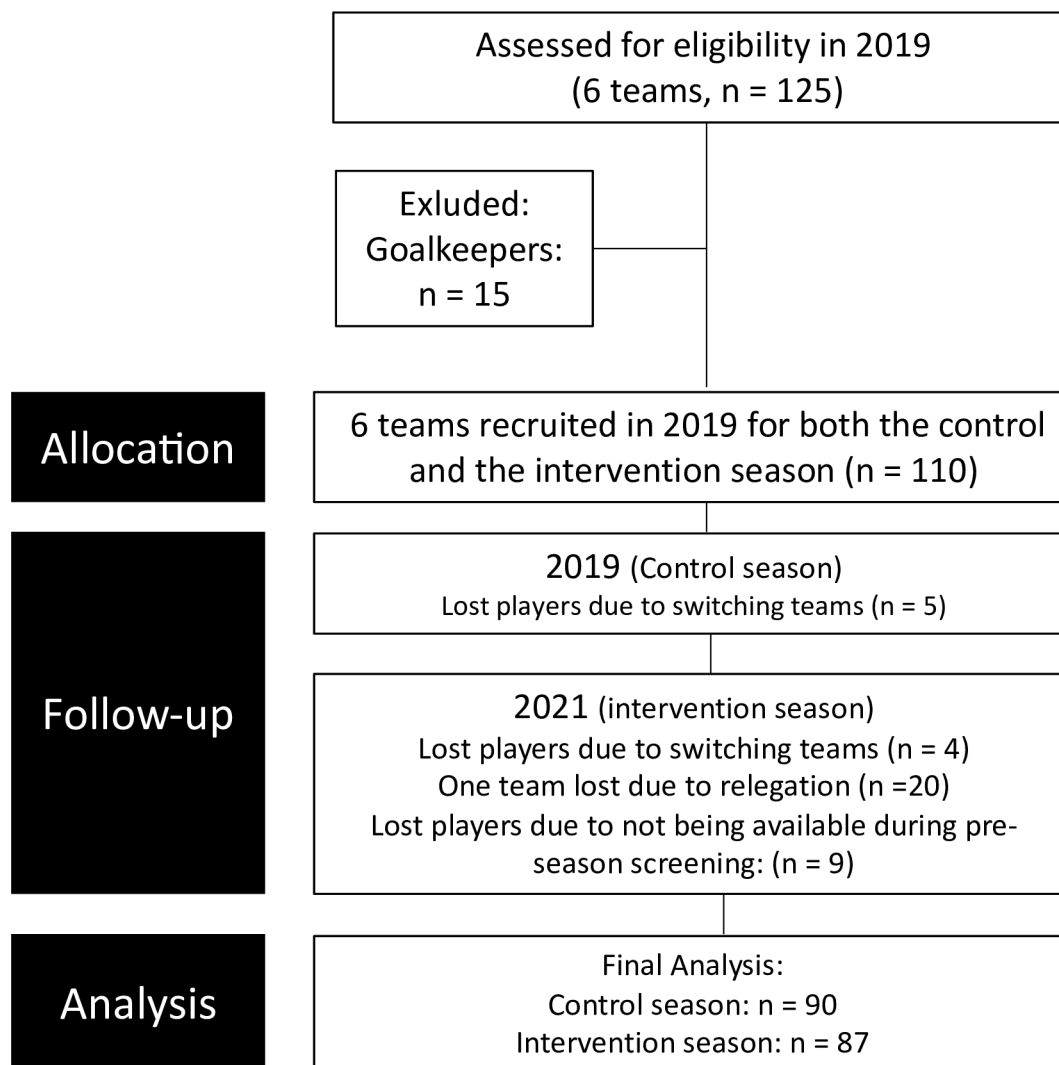 Assessed for eligibility in 2019
(6 teams, n = 125)
Exluded:
Goalkeepers:
n = 15
Allocation
6 teams recruited in 2019 for both the control
and the intervention season (n = 110)
Follow-up
2019 (Control season)
Lost players due to switching teams (n = 5)
2021 (intervention season)
Lost players due to switching teams (n = 4)
One team lost due to relegation (n =20)
Lost players due to not being available during pre-
season screening: (n = 9)
Analysis
Final Analysis:
Control season: n = 90
Intervention season: n = 87